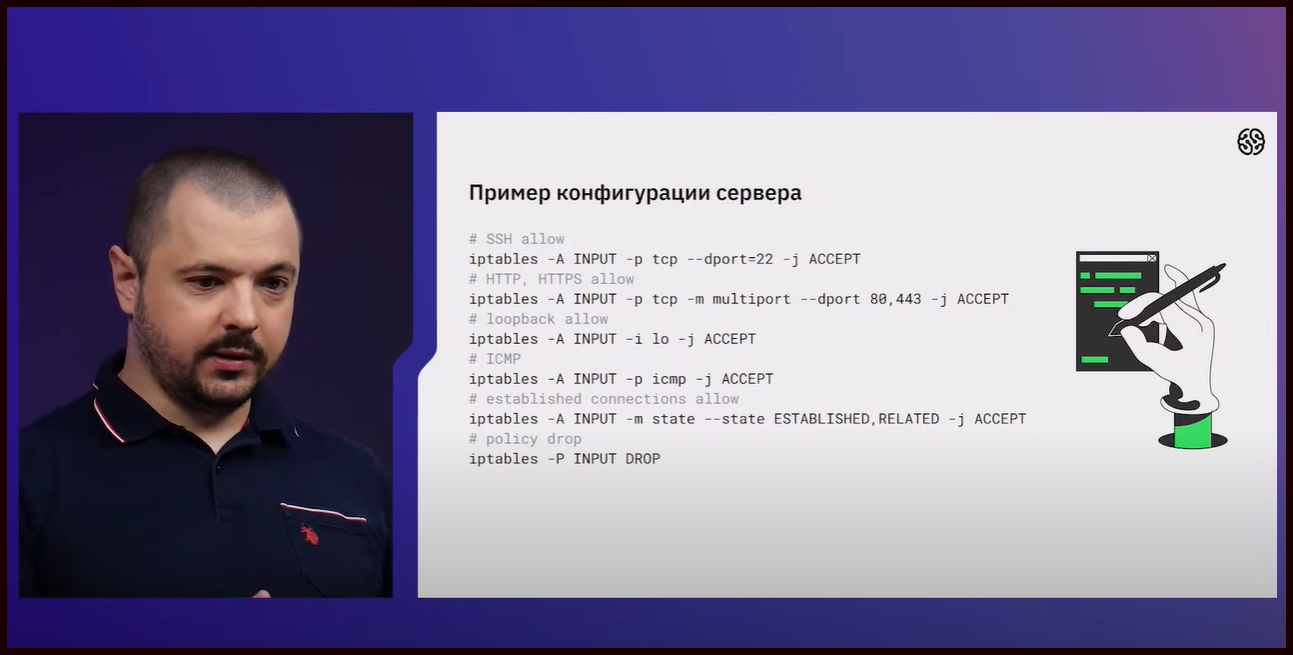 Пример конфигурации сервера
# SSH allow
iptables -A INPUT -p tcp --dport=22 -j ACCEPT
# HTTP, HTTPS allow
iptables -A INPUT -p tcp -m multiport --dport 80,443 -j ACCEPT
# loopback allow
iptables -A INPUT -i lo -j ACCEPT
# ICMP
iptables -A INPUT -p icmp -j ACCEPT
# established connections allow
iptables -A INPUT -m state --state ESTABLISHED,RELATED -j ACCEPT
# policy drop
iptables -P INPUT DROP